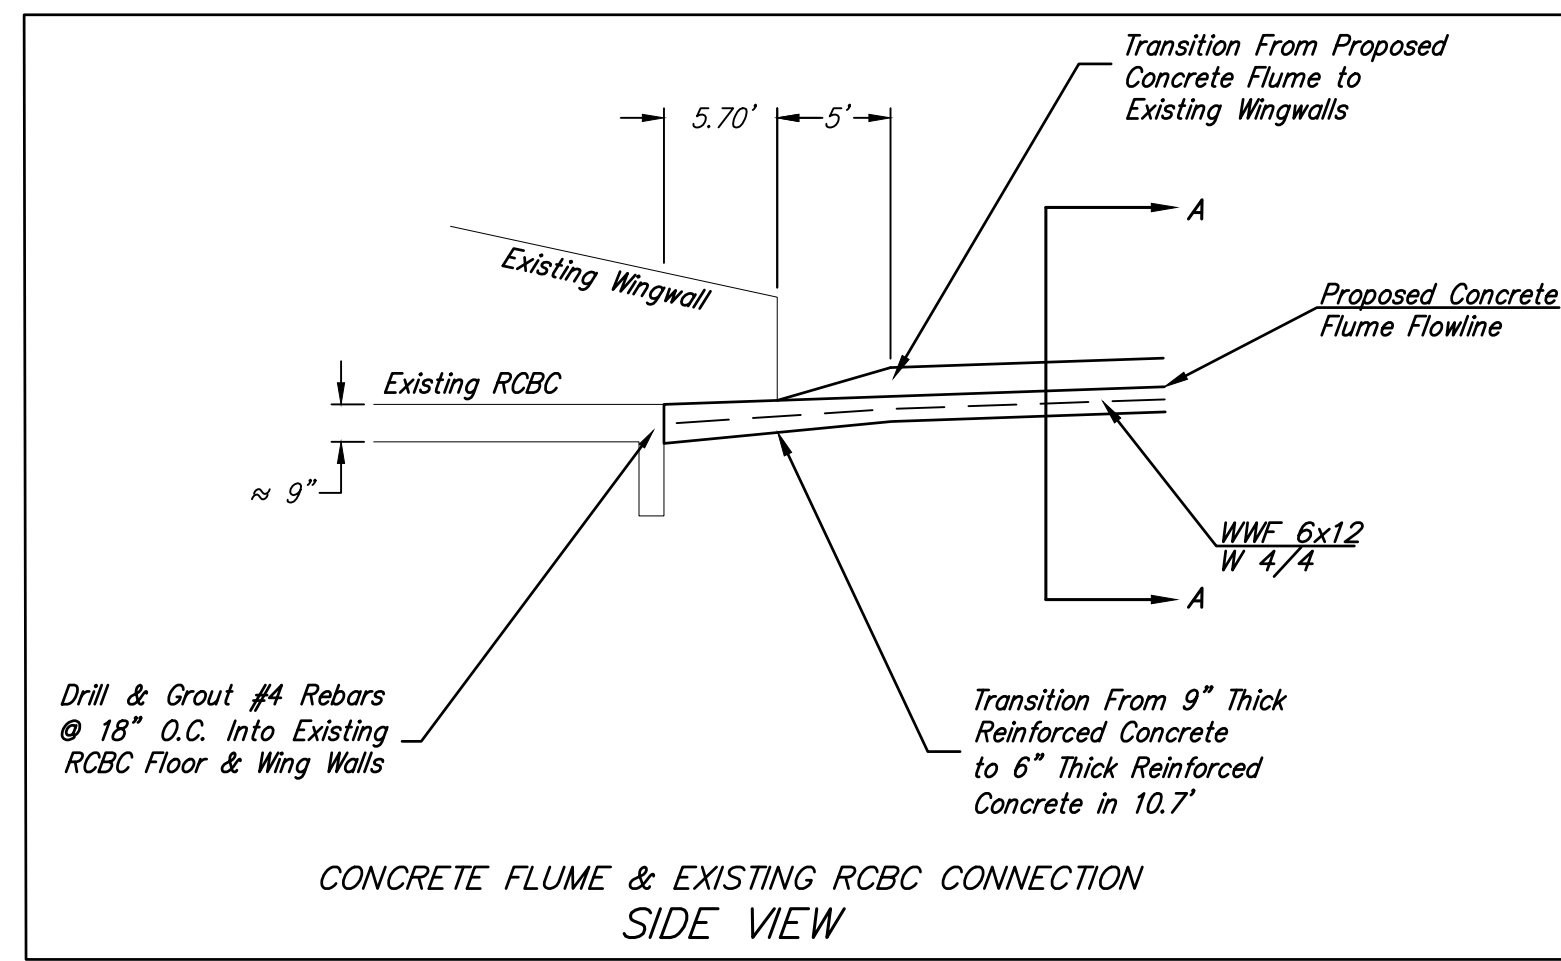 Transition From Proposed
Concrete Flume to
Existing Wingwalls
5.70'
5'
A
Existing Wingwall
Proposed Concrete
Flume Flowline
Existing RCBC
≈ 9"
WWF 6x12
W 4/4
A
Drill & Grout #4 Rebars
@ 18" O.C. Into Existing
RCBC Floor & Wing Walls
Transition From 9" Thick
Reinforced Concrete
to 6" Thick Reinforced
Concrete in 10.7'
CONCRETE FLUME & EXISTING RCBC CONNECTION
SIDE VIEW